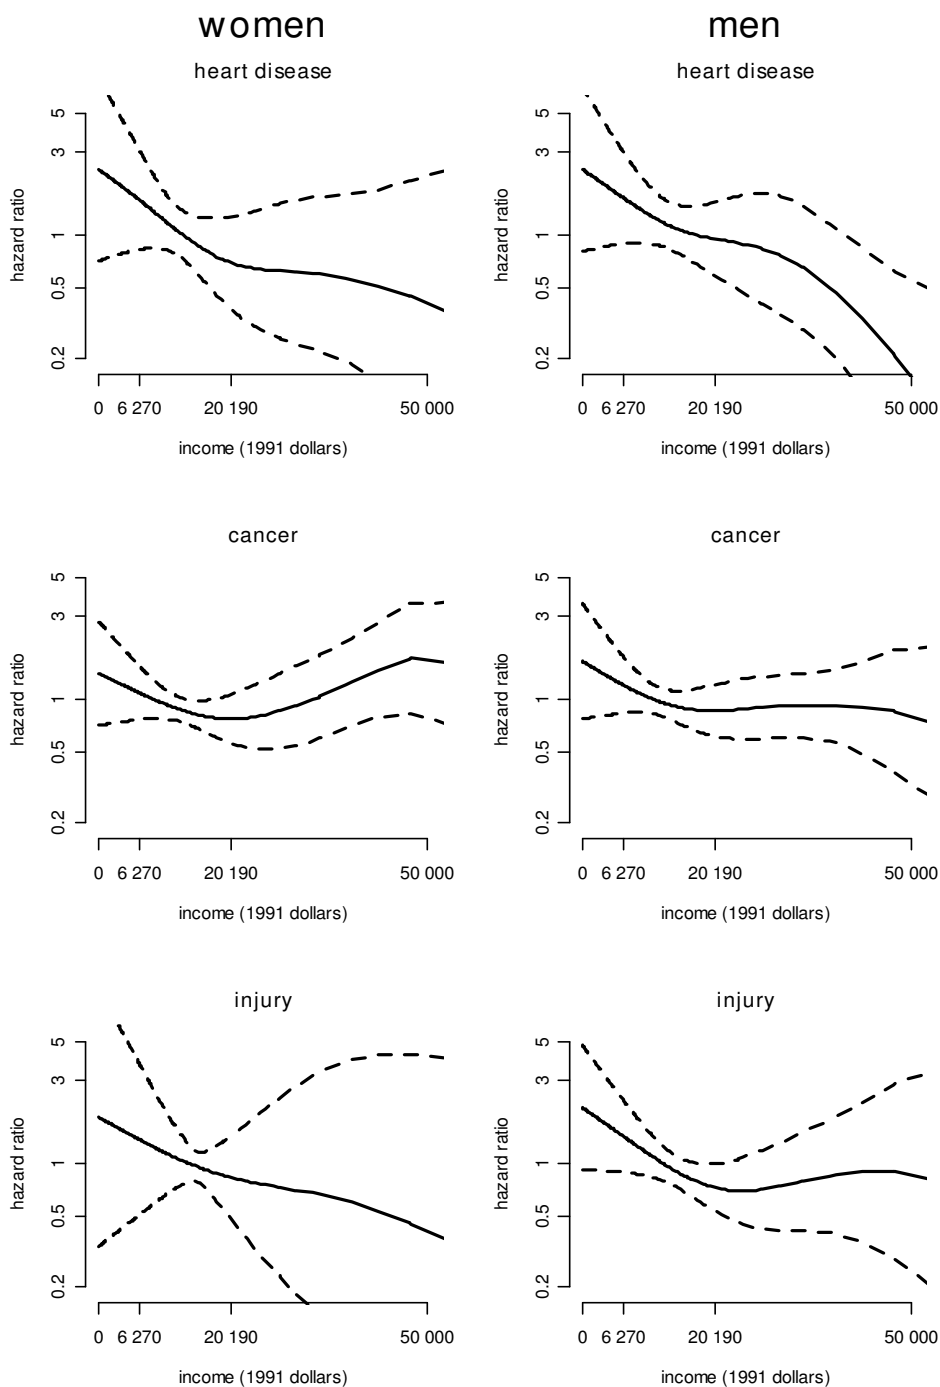 women men
heart disease heart disease
hazard ratio
5
3
1
0.5
0.2
0 6 270 20 190 50 000
income (1991 dollars)
hazard ratio
5
3
1
0.5
0.2
0 6 270 20 190 50 000
income (1991 dollars)
cancer cancer
hazard ratio
5
3
1
0.5
0.2
0 6 270 20 190 50 000
income (1991 dollars)
hazard ratio
5
3
1
0.5
0.2
0 6 270 20 190 50 000
income (1991 dollars)
injury injury
hazard ratio
5
3
1
0.5
0.2
0 6 270 20 190 50 000
income (1991 dollars)
hazard ratio
5
3
1
0.5
0.2
0 6 270 20 190 50 000
income (1991 dollars)